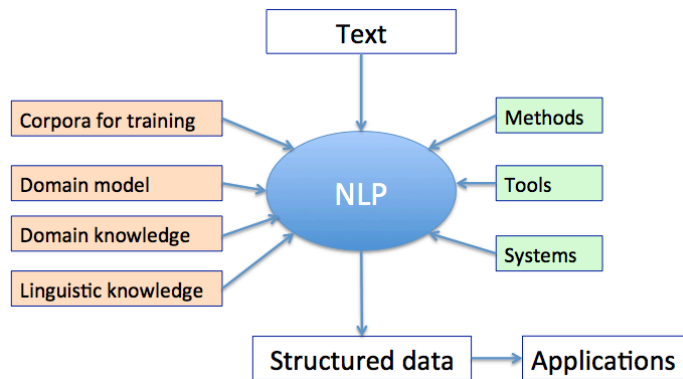 Text
Corpora for training
Domain model
Domain knowledge
Linguistic knowledge
NLP
Methods
Tools
Systems
Structured data
Applications